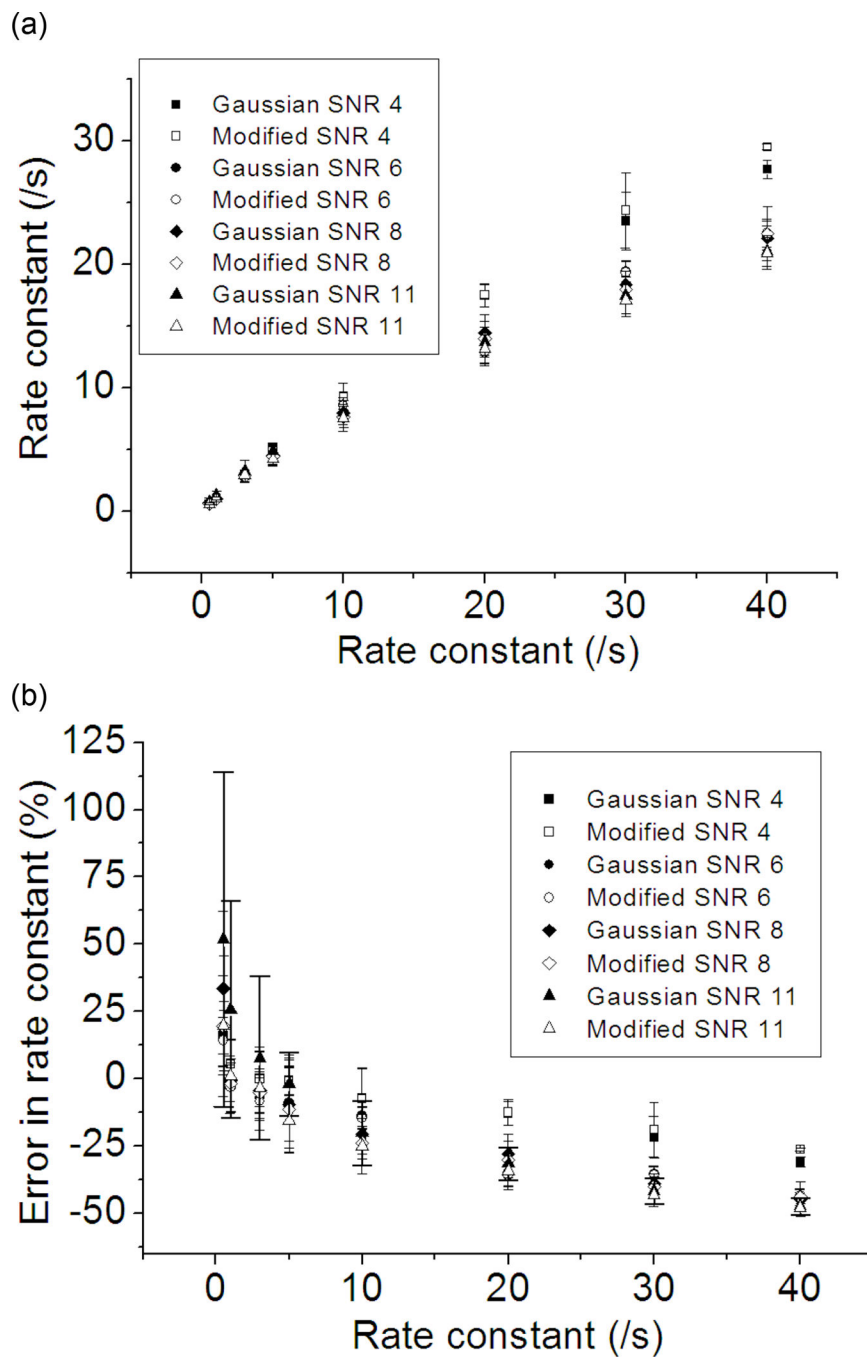 (a)
Gaussian SNR 4
Modified SNR 4
Gaussian SNR 6
Modified SNR 6
Gaussian SNR 8
Modified SNR 8
Gaussian SNR 11
Modified SNR 11
Rate constant (/s)
30
20
10
0
0 10 20 30 40
Rate constant (/s)
(b)
Gaussian SNR 4
Modified SNR 4
Gaussian SNR 6
Modified SNR 6
Gaussian SNR 8
Modified SNR 8
Gaussian SNR 11
Modified SNR 11
Error in rate constant (%)
125
100
75
50
25
0
-25
-50
0 10 20 30 40
Rate constant (/s)